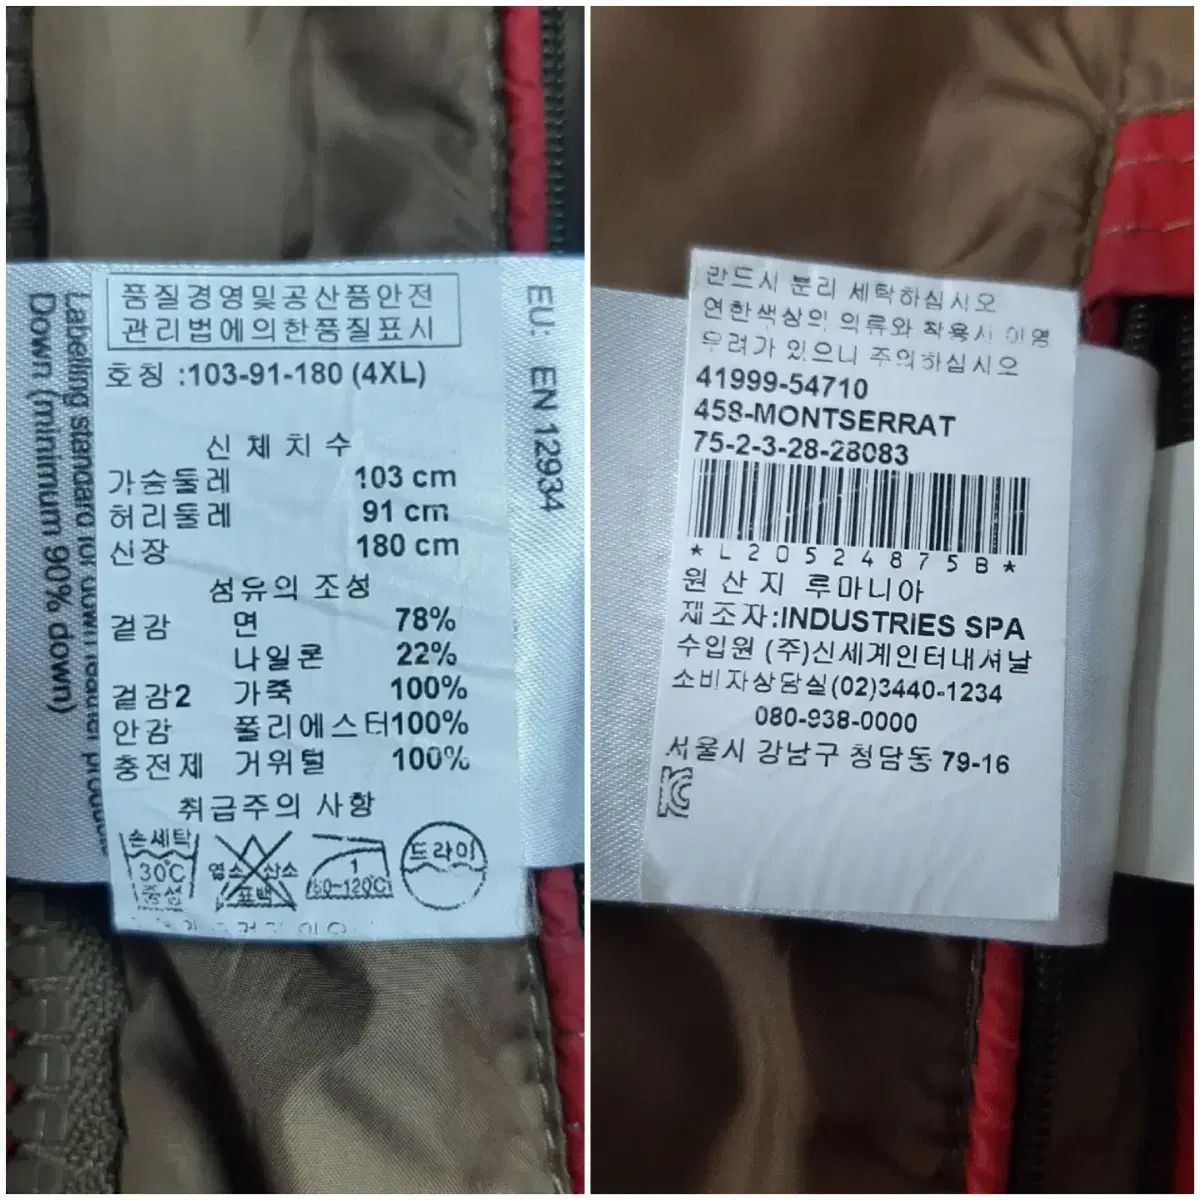 품질경영및공산품안전
관리법에의한품질표시
호칭 :103-91-180 (4XL)
신체치수
가슴둘레 103 cm
허리둘레 91 cm
신장 180 cm
섬유의 조성
겉감 면 78%
나일론 22%
겉감2 가죽 100%
안감 폴리에스터100%
충전제 거위털 100%
취급주의 사항
손세탁
30℃
중성
염소 산소
표백
1
80~120℃
드라이
Labelling standard for down feather products
Down (minimum 90% down)
EU: EN 12934
반드시 분리 세탁하십시오
연한색상의 의류와 착용시 이염
우려가 있으니 주의하십시오
41999-54710
458-MONTSERRAT
75-2-3-28-28083
*L20524875B*
원산지 루마니아
제조자:INDUSTRIES SPA
수입원 (주)신세계인터내셔날
소비자상담실(02)3440-1234
080-938-0000
서울시 강남구 청담동 79-16
KC